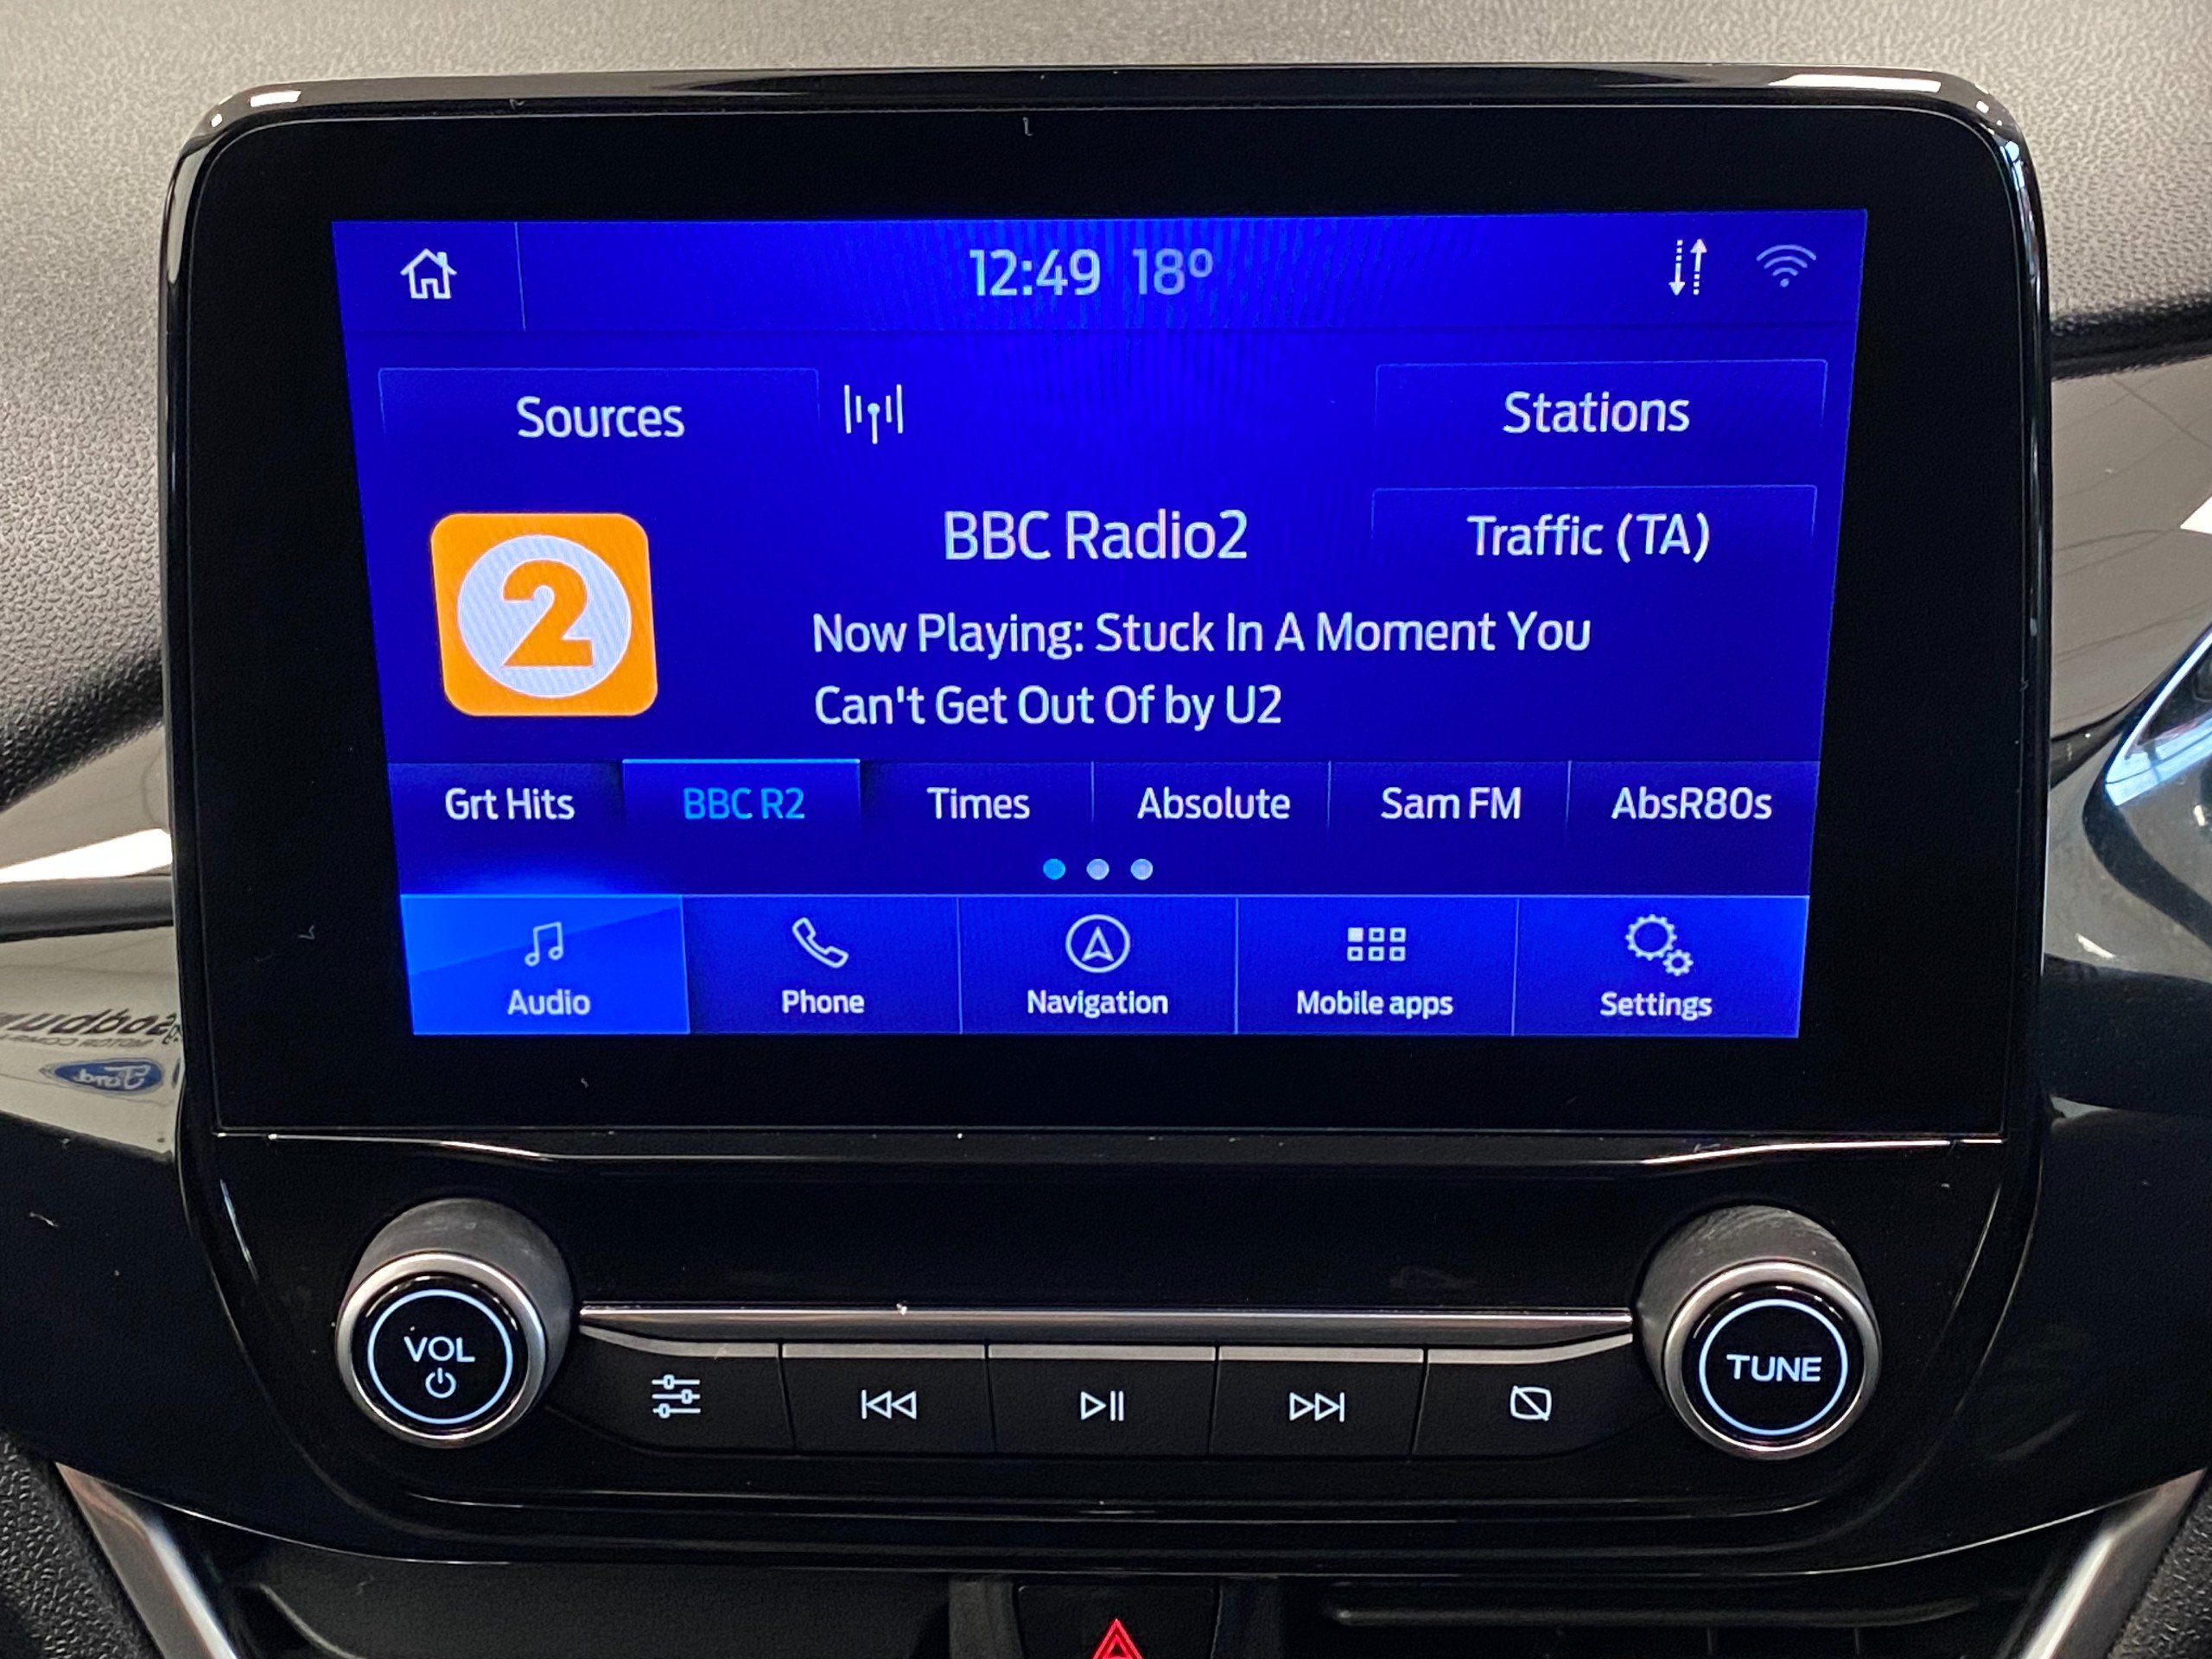 12:49 18º
Sources
Stations
2
BBC Radio2
Traffic (TA)
Now Playing: Stuck In A Moment You
Can't Get Out Of by U2
Grt Hits BBC R2 Times Absolute Sam FM AbsR80s
Audio Phone Navigation Mobile apps Settings
Ford
VOL
TUNE